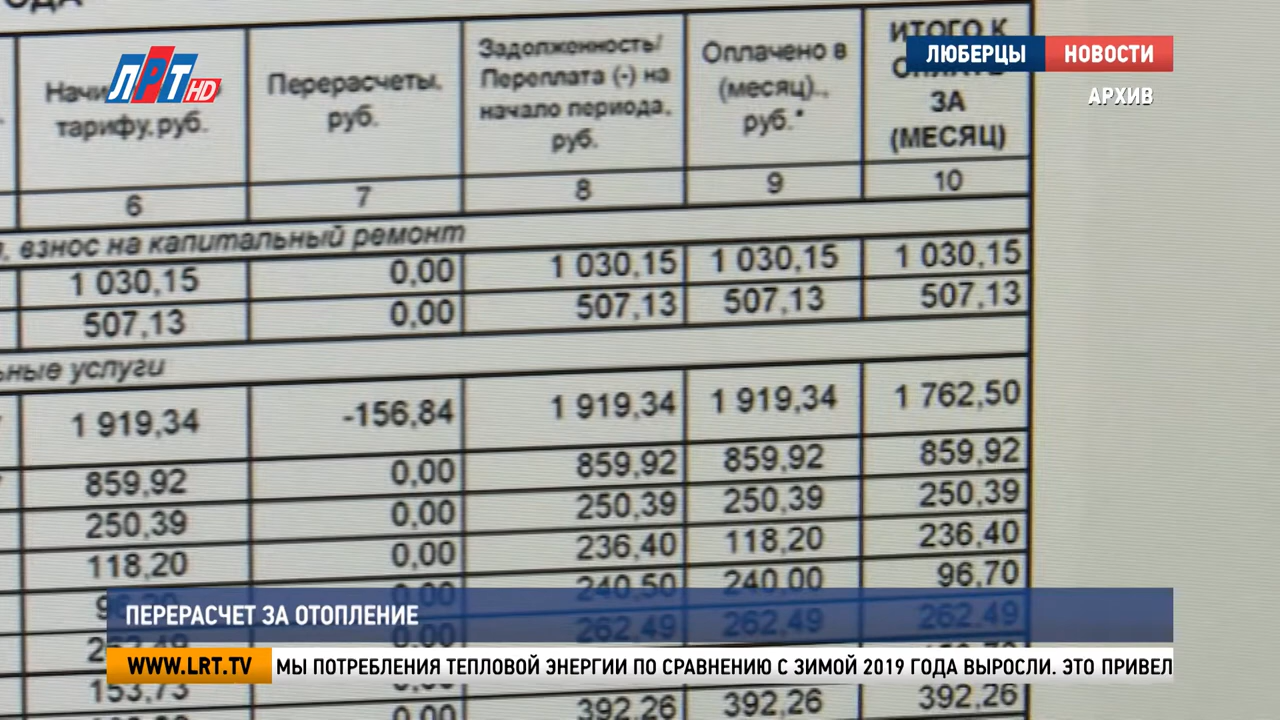 ЛРТ HD
ЛЮБЕРЦЫ НОВОСТИ
АРХИВ
тарифу, руб.
Перерасчеты, руб.
Задолженность/ Переплата (-) на начало периода, руб.
Оплачено в (месяц)., руб.*
ИТОГО К ОПЛАТЕ ЗА (МЕСЯЦ)
6 7 8 9 10
взнос на капитальный ремонт
1 030,15 0,00 1 030,15 1 030,15 1 030,15
507,13 0,00 507,13 507,13 507,13
услуги
1 919,34 -156,84 1 919,34 1 919,34 1 762,50
859,92 0,00 859,92 859,92 859,92
250,39 0,00 250,39 250,39 250,39
118,20 0,00 236,40 118,20 236,40
0,00 240,50 240,00 96,70
0,00 262,49 262,49 262,49
153,73
392,26 392,26 392,26
ПЕРЕРАСЧЕТ ЗА ОТОПЛЕНИЕ
WWW.LRT.TV МЫ ПОТРЕБЛЕНИЯ ТЕПЛОВОЙ ЭНЕРГИИ ПО СРАВНЕНИЮ С ЗИМОЙ 2019 ГОДА ВЫРОСЛИ. ЭТО ПРИВЕЛ